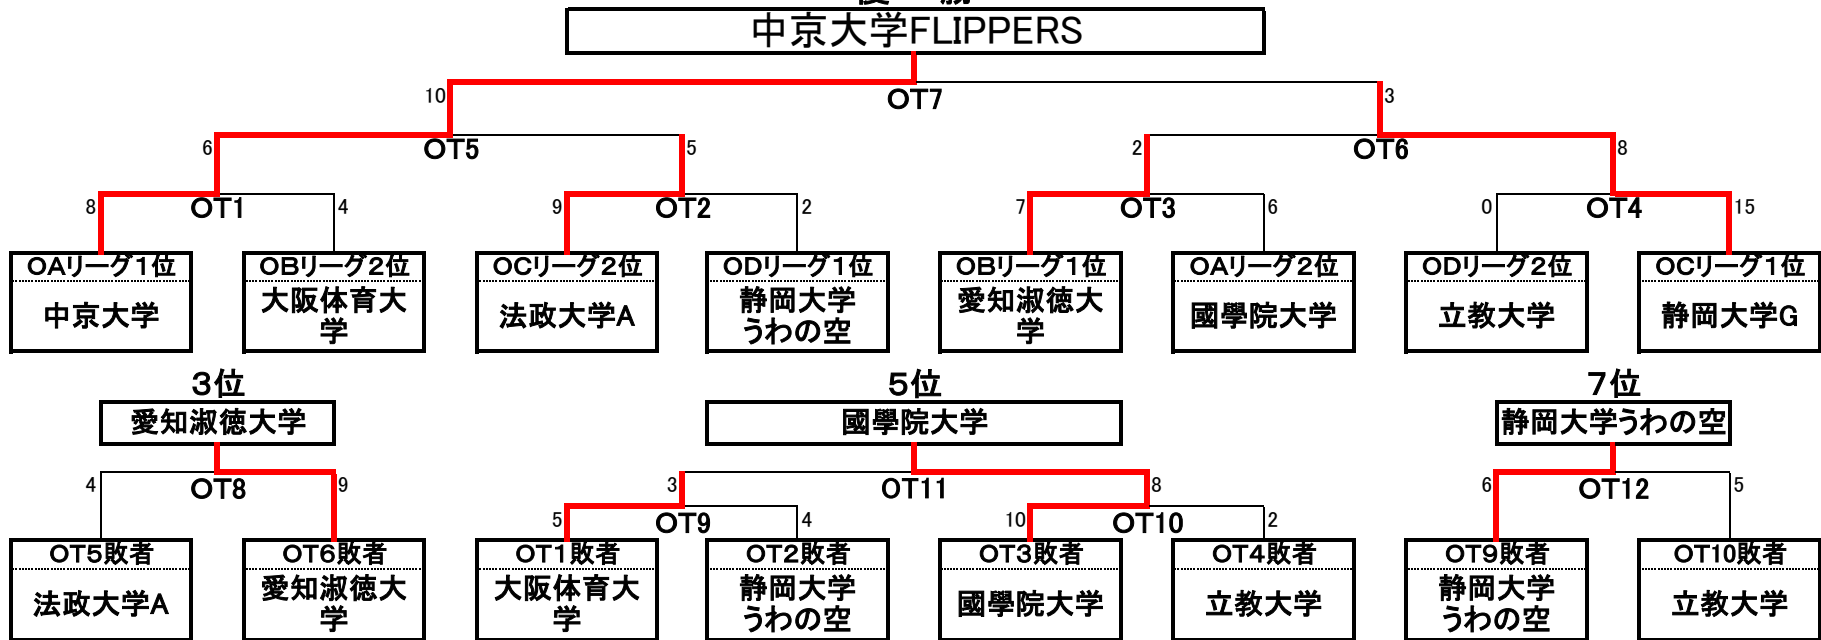 中京大学FLIPPERS
10
OT7
3
6
OT5
5
2
OT6
8
8
OT1
4
9
OT2
2
7
OT3
6
0
OT4
15
OAリーグ1位
OBリーグ2位
OCリーグ2位
ODリーグ1位
OBリーグ1位
OAリーグ2位
ODリーグ2位
OCリーグ1位
中京大学
大阪体育大
学
法政大学A
静岡大学
うわの空
愛知淑徳大
学
國學院大学
立教大学
静岡大学G
3位
5位
7位
愛知淑徳大学
國學院大学
静岡大学うわの空
4
OT8
9
3
OT11
8
6
OT12
5
5
OT9
4
10
OT10
2
OT5敗者
OT6敗者
OT1敗者
OT2敗者
OT3敗者
OT4敗者
OT9敗者
OT10敗者
法政大学A
愛知淑徳大
学
大阪体育大
学
静岡大学
うわの空
國學院大学
立教大学
静岡大学
うわの空
立教大学